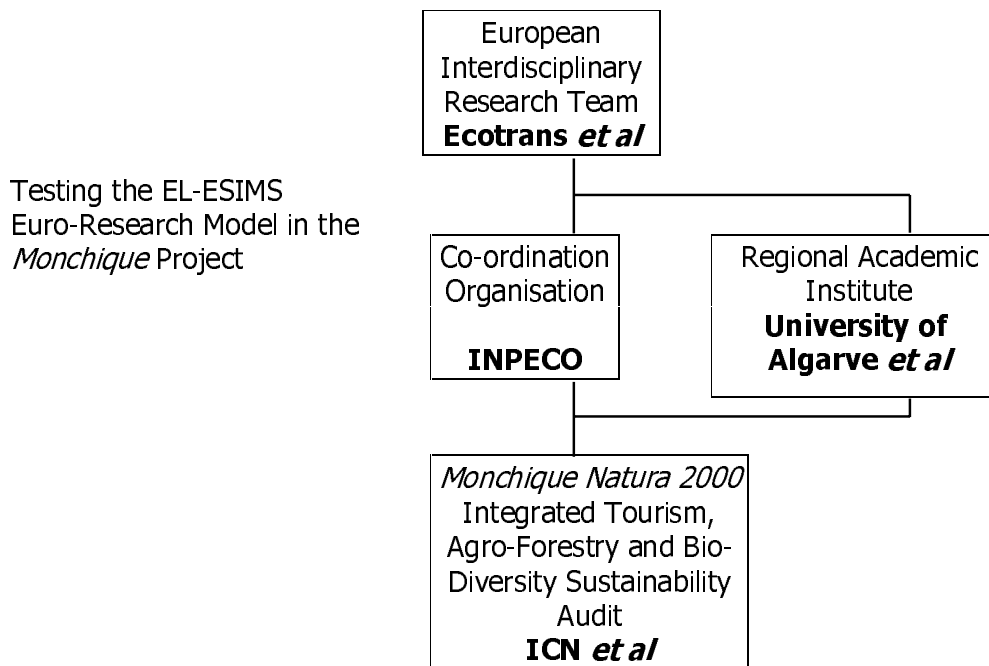 European
Interdisciplinary
Research Team
Ecotrans et al
Testing the EL-ESIMS
Euro-Research Model in the
Monchique Project
Co-ordination
Organisation
INPECO
Regional Academic
Institute
University of
Algarve et al
Monchique Natura 2000
Integrated Tourism,
Agro-Forestry and Bio-
Diversity Sustainability
Audit
ICN et al